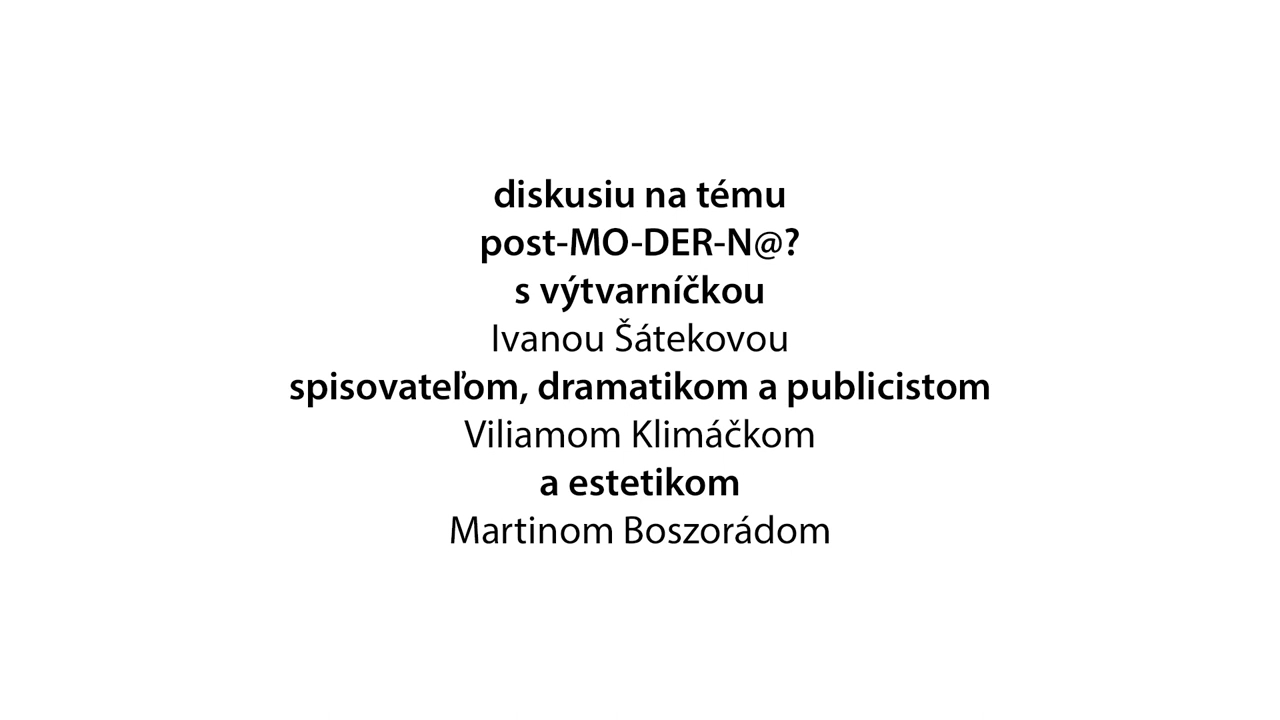 diskusiu na tému
post-MO-DER-N@?
s výtvarníčkou
Ivanou Šátekovou
spisovateľom, dramatikom a publicistom
Viliamom Klimáčkom
a estetikom
Martinom Boszorádom